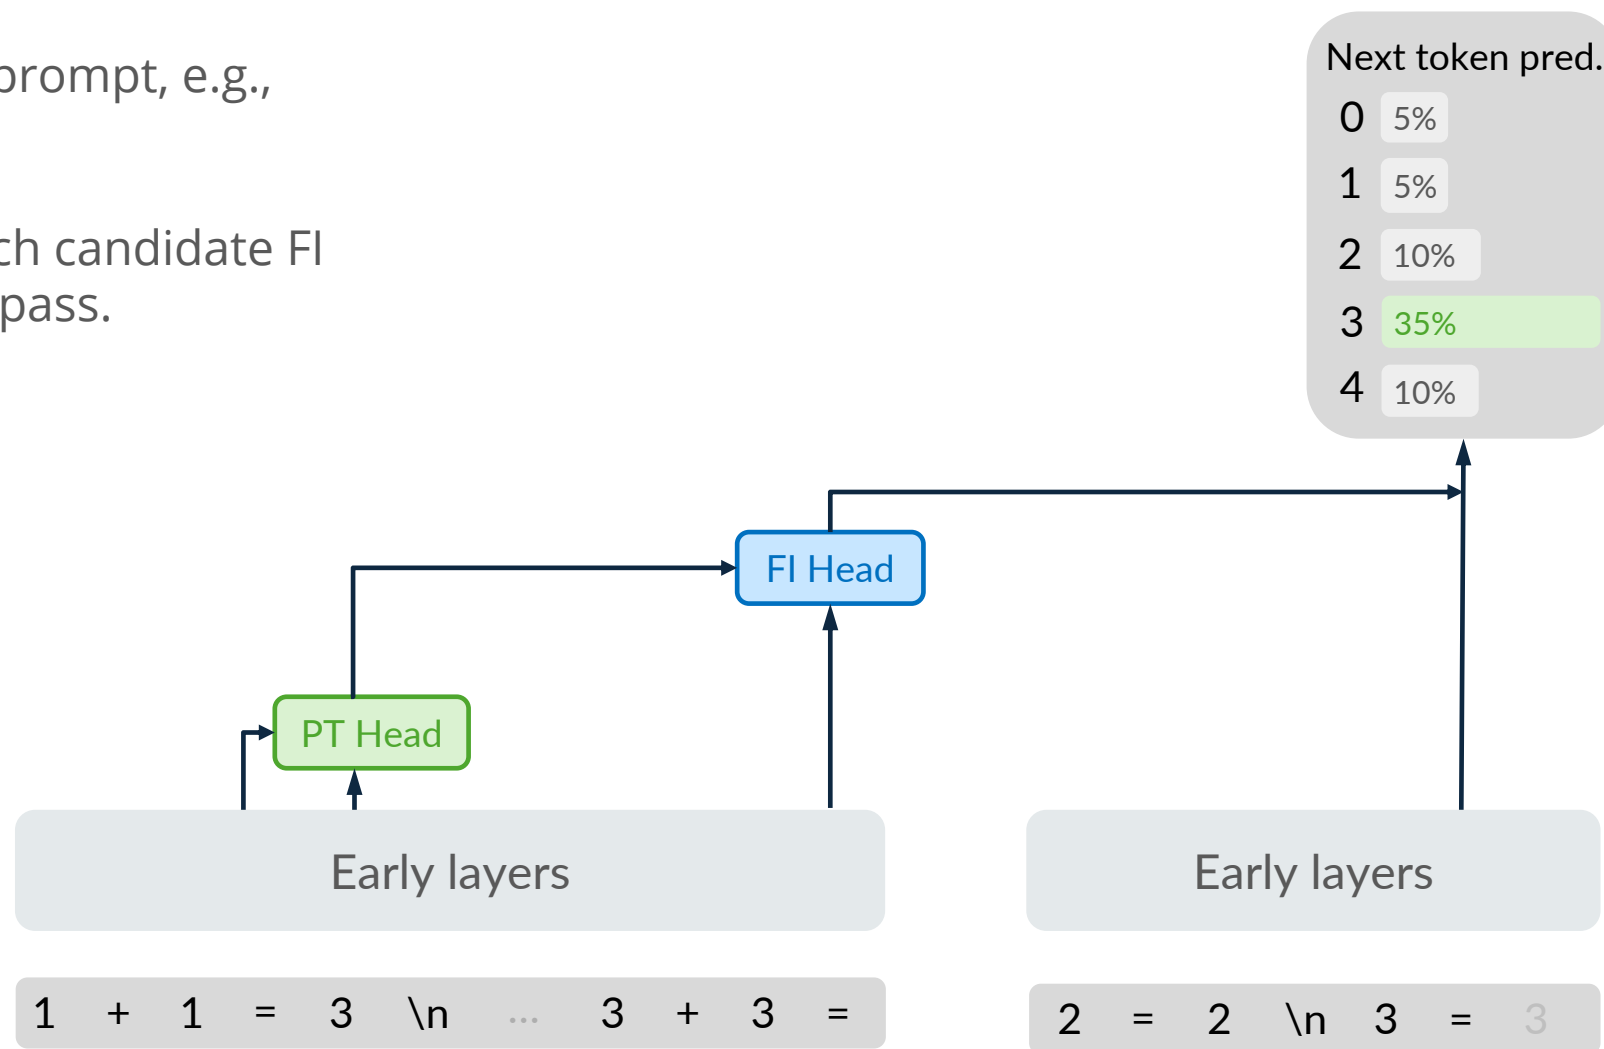 prompt, e.g.,
ch candidate FI
pass.
Next token pred.
0 5%
1 5%
2 10%
3 35%
4 10%
FI Head
PT Head
Early layers
Early layers
1 + 1 = 3 \n ... 3 + 3 =
2 = 2 \n 3 = 3